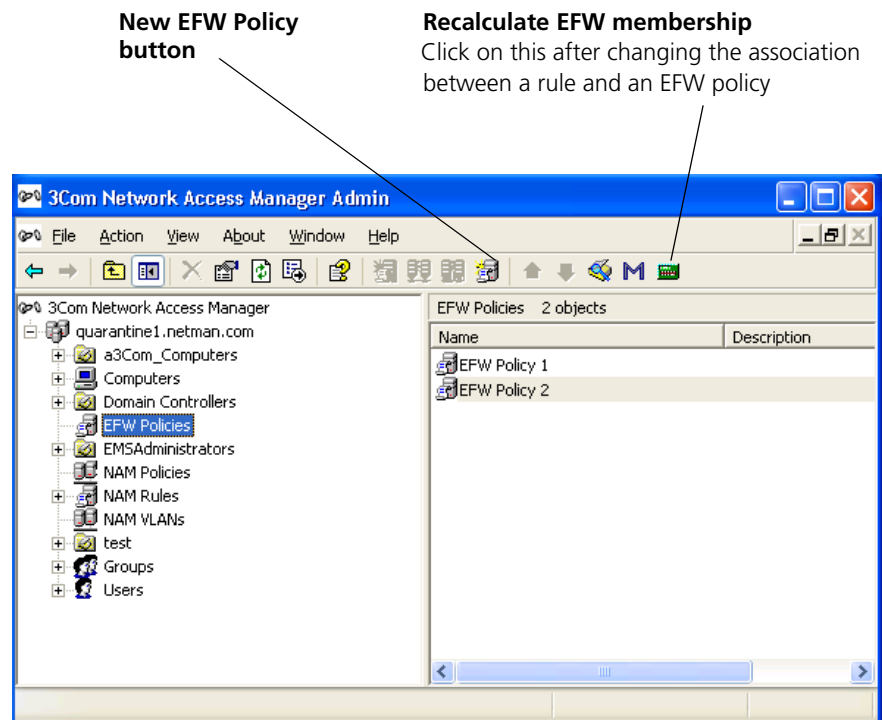 New EFW Policy
button
Recalculate EFW membership
Click on this after changing the association
between a rule and an EFW policy
3Com Network Access Manager Admin
File Action View About Window Help
3Com Network Access Manager
quarantine1.netman.com
a3Com_Computers
Computers
Domain Controllers
EFW Policies
EMSAdministrators
NAM Policies
NAM Rules
NAM VLANs
test
Groups
Users
EFW Policies 2 objects
Name Description
EFW Policy 1
EFW Policy 2